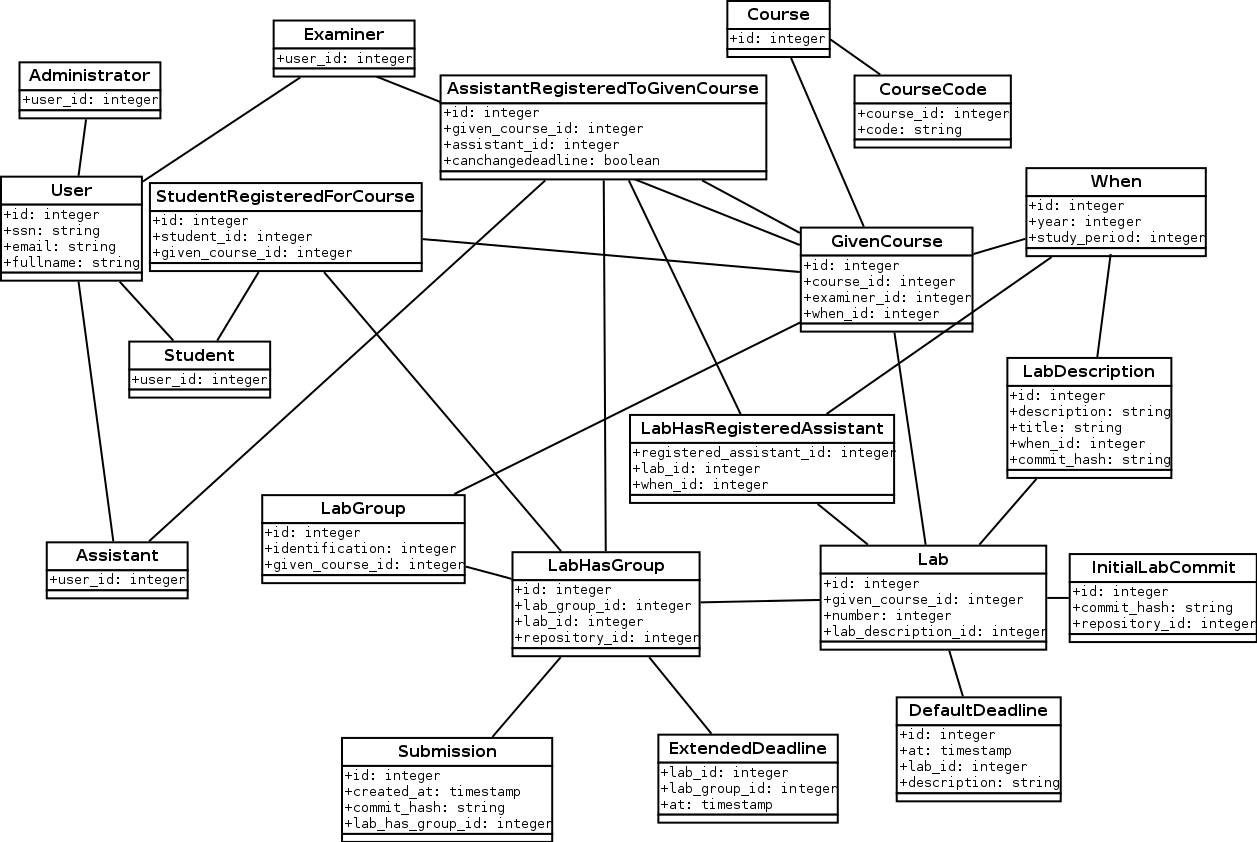 Course
+id: integer
Examiner
+user_id: integer
Administrator
+user_id: integer
AssistantRegisteredToGivenCourse
+id: integer
+given_course_id: integer
+assistant_id: integer
+canchangedeadline: boolean
CourseCode
+course_id: integer
+code: string
User
+id: integer
+ssn: string
+email: string
+fullname: string
StudentRegisteredForCourse
+id: integer
+student_id: integer
+given_course_id: integer
When
+id: integer
+year: integer
+study_period: integer
GivenCourse
+id: integer
+course_id: integer
+examiner_id: integer
+when_id: integer
Student
+user_id: integer
LabDescription
+id: integer
+description: string
+title: string
+when_id: integer
+commit_hash: string
LabHasRegisteredAssistant
+registered_assistant_id: integer
+lab_id: integer
+when_id: integer
LabGroup
+id: integer
+identification: integer
+given_course_id: integer
Assistant
+user_id: integer
LabHasGroup
+id: integer
+lab_group_id: integer
+lab_id: integer
+repository_id: integer
Lab
+id: integer
+given_course_id: integer
+number: integer
+lab_description_id: integer
InitialLabCommit
+id: integer
+commit_hash: string
+repository_id: integer
Submission
+id: integer
+created_at: timestamp
+commit_hash: string
+lab_has_group_id: integer
ExtendedDeadline
+lab_id: integer
+lab_group_id: integer
+at: timestamp
DefaultDeadline
+id: integer
+at: timestamp
+lab_id: integer
+description: string